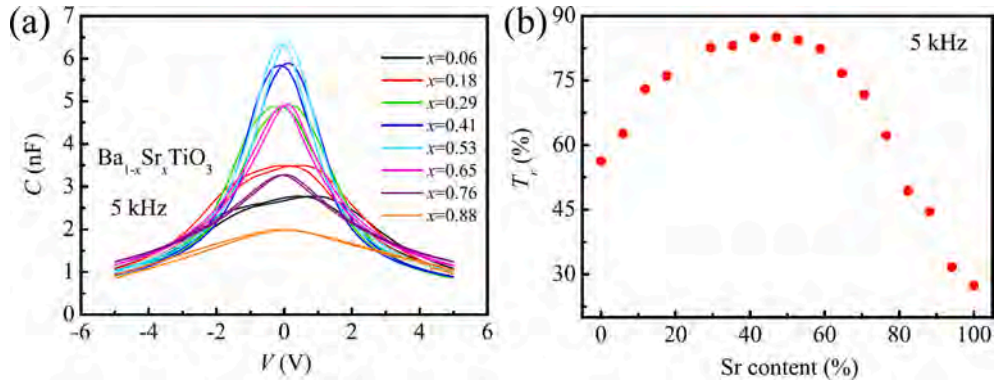 (a)
7
6
5
4
3
2
1
0
C (nF)
Ba1-xSrxTiO3
5 kHz
x=0.06
x=0.18
x=0.29
x=0.41
x=0.53
x=0.65
x=0.76
x=0.88
-6 -4 -2 0 2 4 6
V (V)
(b)
90
75
60
45
30
(%)
5 kHz
0 20 40 60 80 100
Sr content (%)